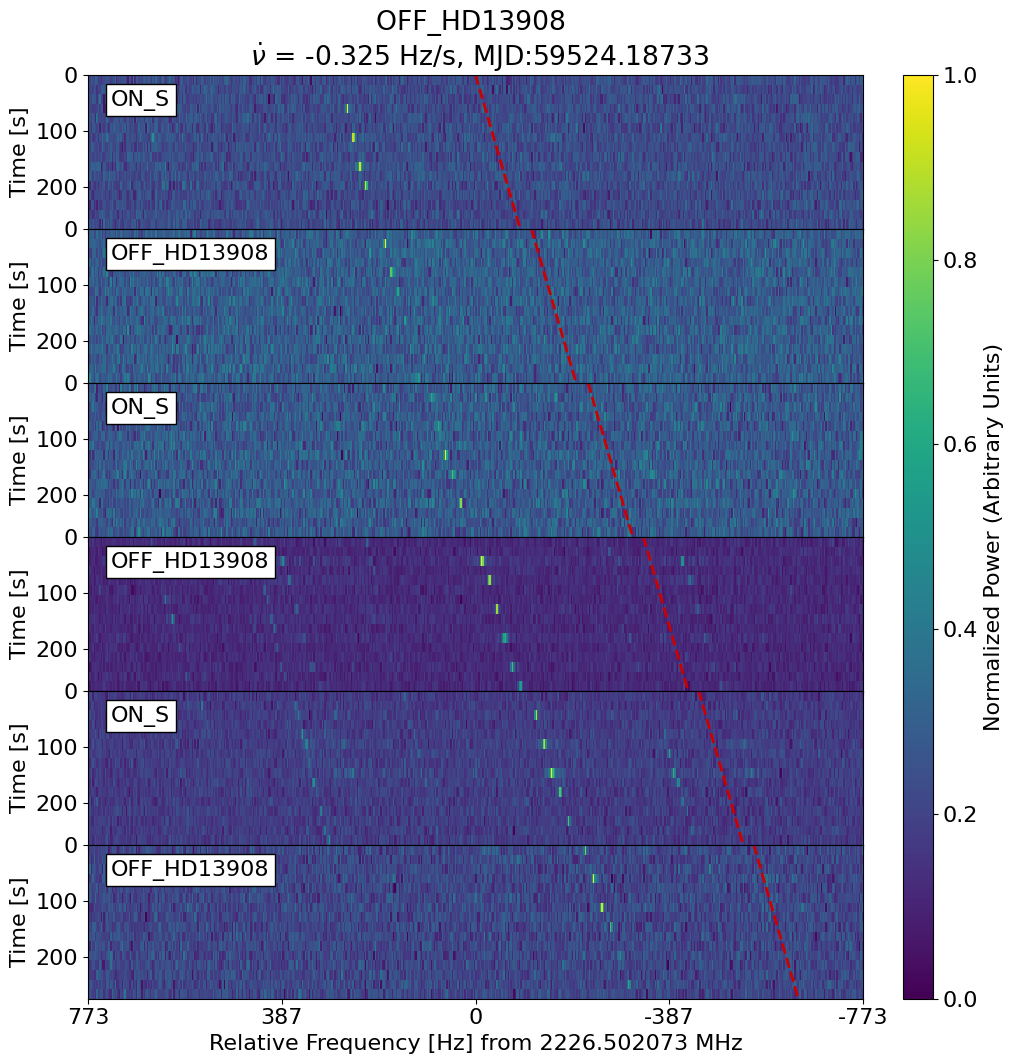 OFF_HD13908
ν̇ = -0.325 Hz/s, MJD:59524.18733
0
100
200
Time [s]
ON_S
0
100
200
Time [s]
OFF_HD13908
0
100
200
Time [s]
ON_S
0
100
200
Time [s]
OFF_HD13908
0
100
200
Time [s]
ON_S
0
100
200
Time [s]
OFF_HD13908
773 387 0 -387 -773
Relative Frequency [Hz] from 2226.502073 MHz
1.0
0.8
0.6
0.4
0.2
0.0
Normalized Power (Arbitrary Units)